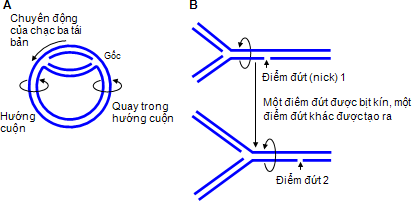 A
Chuyển động
của chạc ba tái
bản
Gốc
Hướng
cuộn
Quay trong
hướng cuộn
B
Điểm đứt (nick) 1
Một điểm đứt được bịt kín, một
điểm đứt khác được tạo ra
Điểm đứt 2